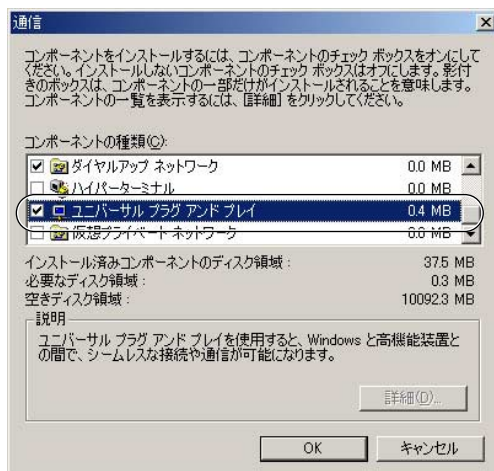 通信
コンポーネントをインストールするには、コンポーネントのチェック ボックスをオンにして
ください。インストールしないコンポーネントのチェック ボックスはオフにします。影付
きのボックスは、コンポーネントの一部だけがインストールされることを意味します。
コンポーネントの一覧を表示するには、[詳細] をクリックしてください。
コンポーネントの種類(C):
ダイヤルアップ ネットワーク 0.0 MB
ハイパーターミナル 0.0 MB
ユニバーサル プラグ アンド プレイ 0.4 MB
仮想プライベート ネットワーク 0.0 MB
インストール済みコンポーネントのディスク領域 : 37.5 MB
必要なディスク領域 : 0.3 MB
空きディスク領域 : 10092.3 MB
説明
ユニバーサル プラグ アンド プレイを使用すると、Windows と高機能装置と
の間で、シームレスな接続や通信が可能になります。
詳細(D)...
OK キャンセル